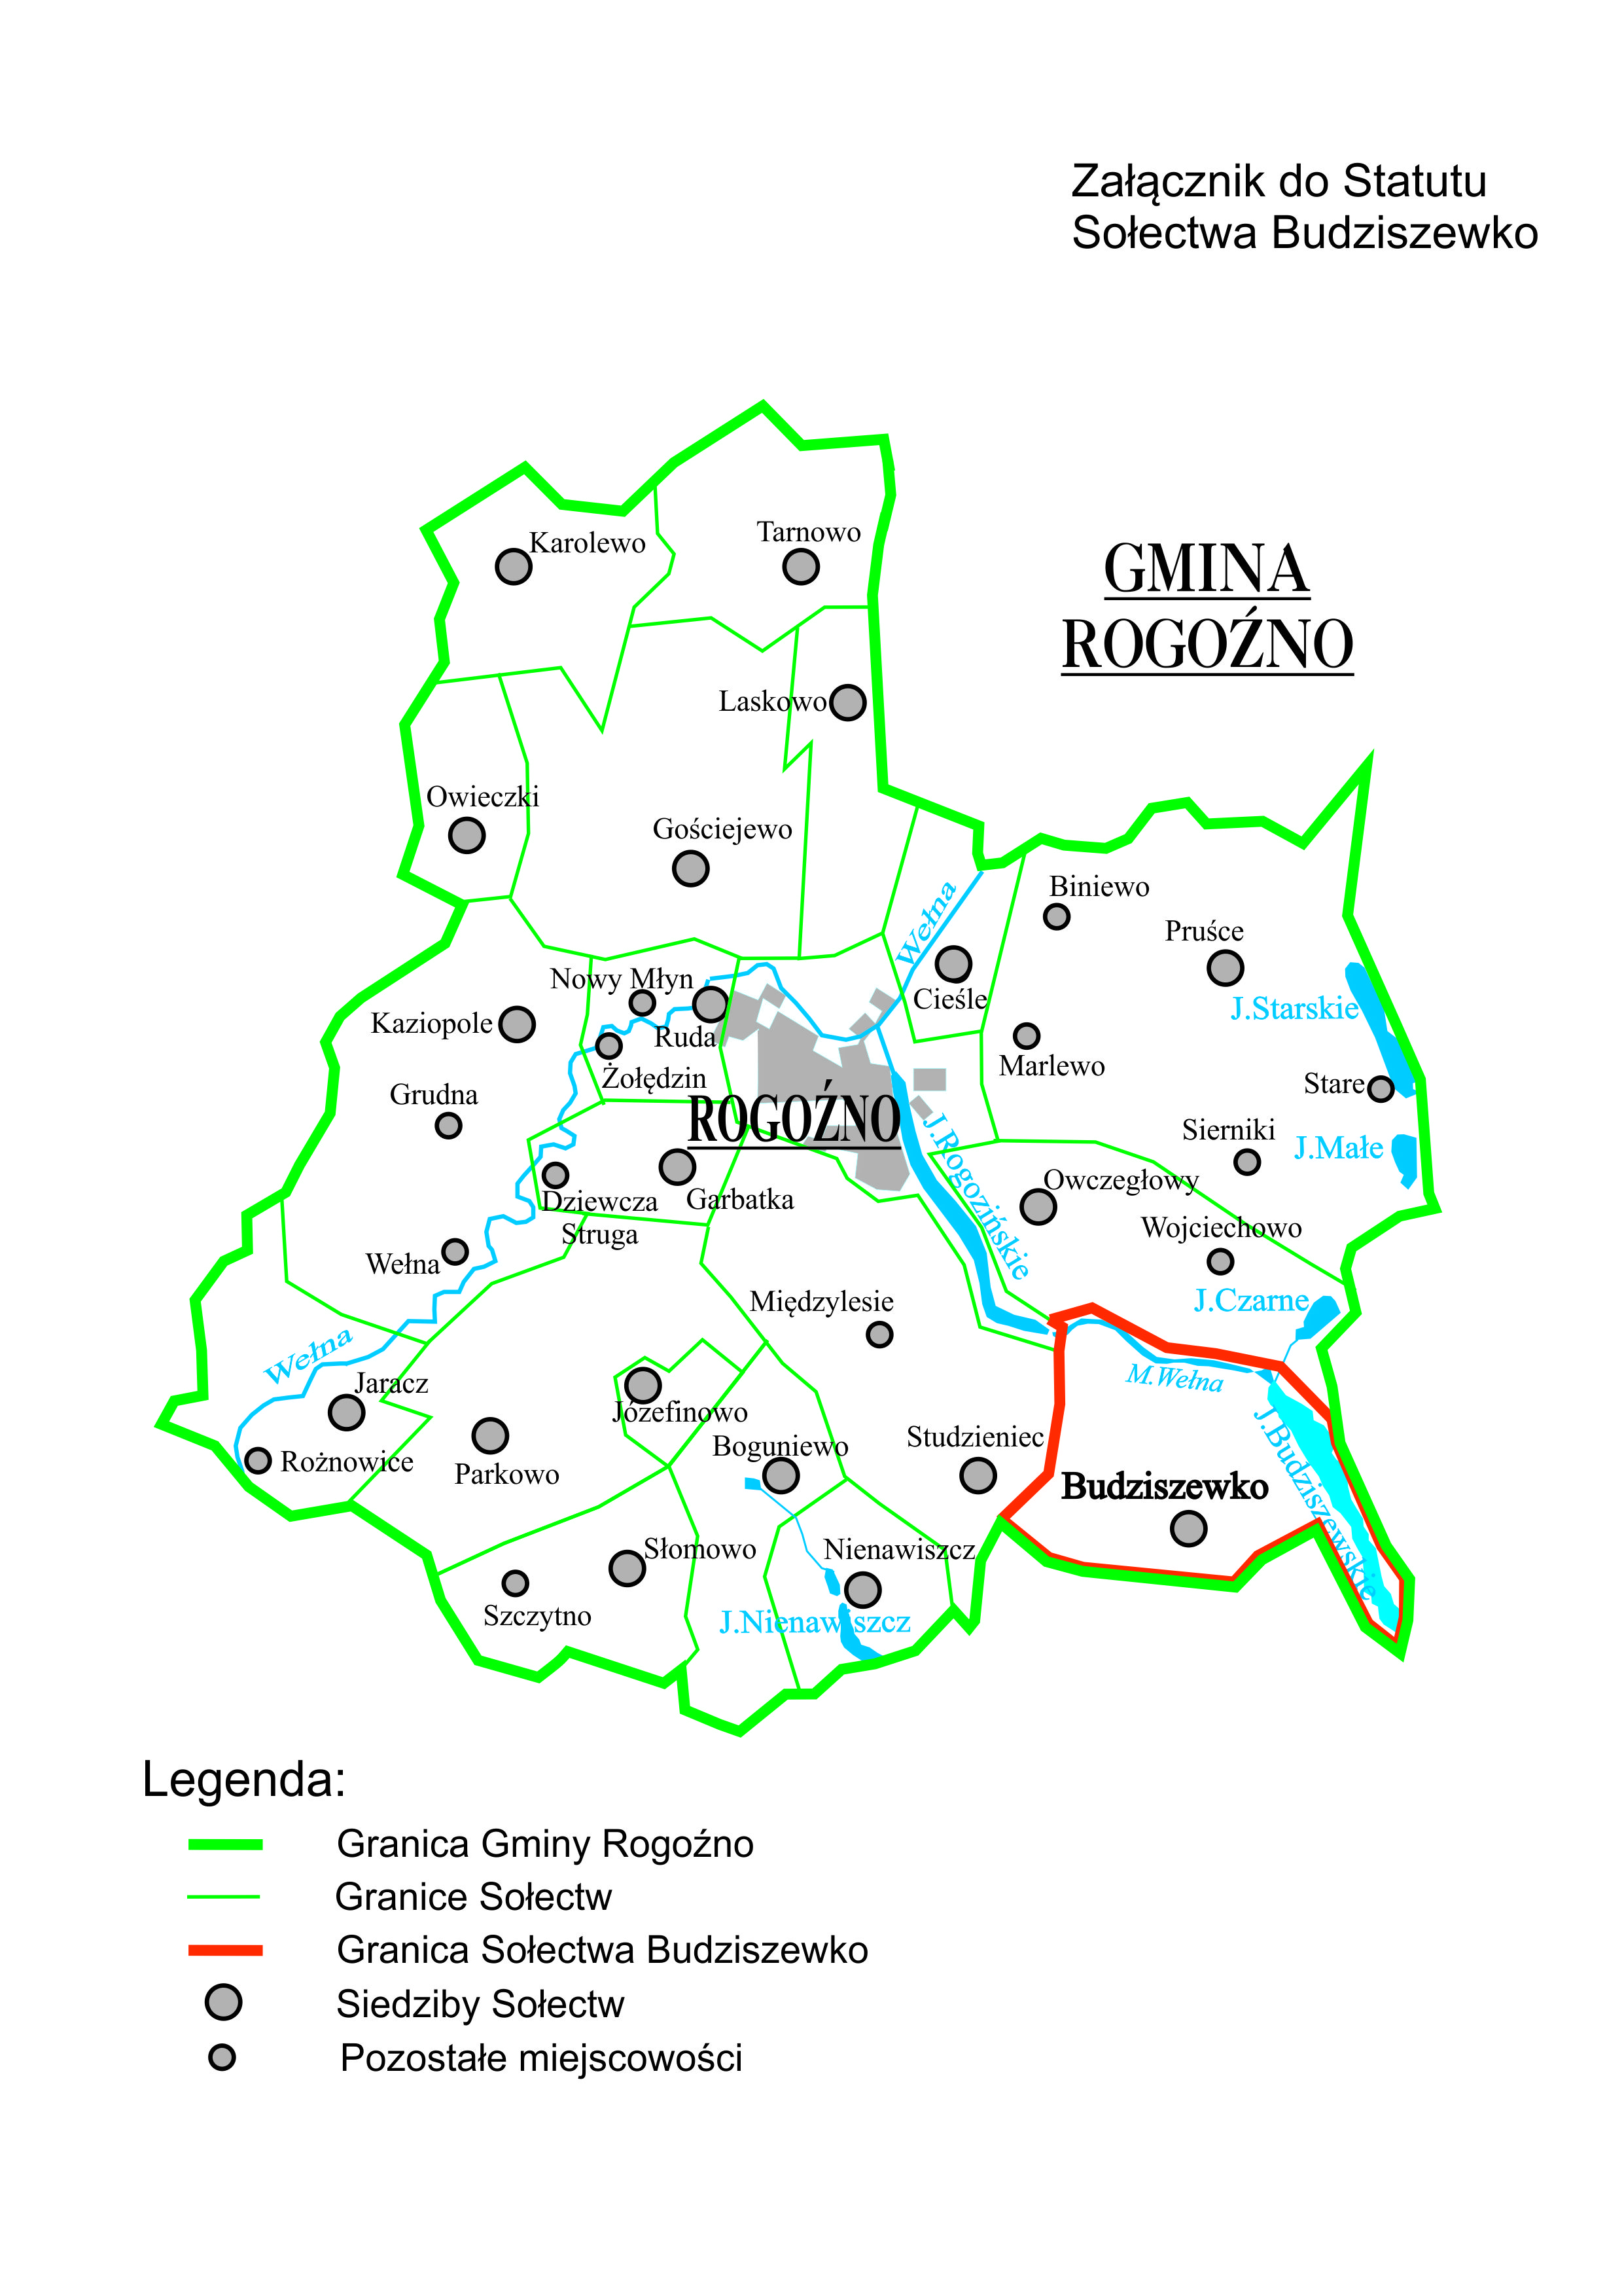 Załącznik do Statutu
Sołectwa Budziszewko
GMINA
ROGOŹNO
Karolewo
Tarnowo
Laskowo
Owieczki
Gościejewo
Wełna
Biniewo
Pruśce
Nowy Młyn
Cieśle
J.Starskie
Kaziopole
Ruda
Marlewo
Żołędzin
Stare
Grudna
ROGOŹNO
J.Rogozińskie
Sierniki
J.Małe
Owczegłowy
Dziewcza
Struga
Garbatka
Wojciechowo
Wełna
Międzylesie
J.Czarne
Wełna
M.Wełna
Jaracz
Józefinowo
J.Budziszewskie
Boguniewo
Studzieniec
Rożnowice
Parkowo
Budziszewko
Słomowo
Nienawiszcz
Szczytno
J.Nienawiszcz
Legenda:
Granica Gminy Rogoźno
Granice Sołectw
Granica Sołectwa Budziszewko
Siedziby Sołectw
Pozostałe miejscowości